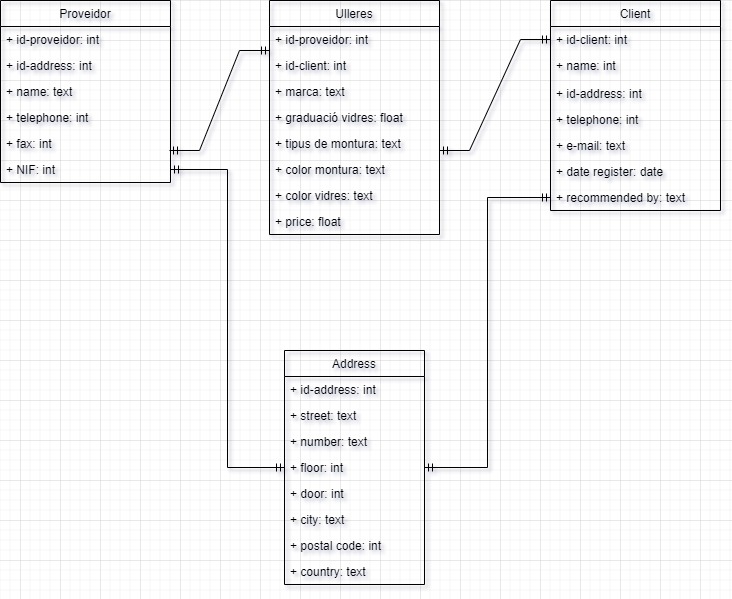 Proveidor
+ id-proveidor: int
+ id-address: int
+ name: text
+ telephone: int
+ fax: int
+ NIF: int
Ulleres
+ id-proveidor: int
+ id-client: int
+ marca: text
+ graduació vidres: float
+ tipus de montura: text
+ color montura: text
+ color vidres: text
+ price: float
Client
+ id-client: int
+ name: int
+ id-address: int
+ telephone: int
+ e-mail: text
+ date register: date
+ recommended by: text
Address
+ id-address: int
+ street: text
+ number: text
+ floor: int
+ door: int
+ city: text
+ postal code: int
+ country: text